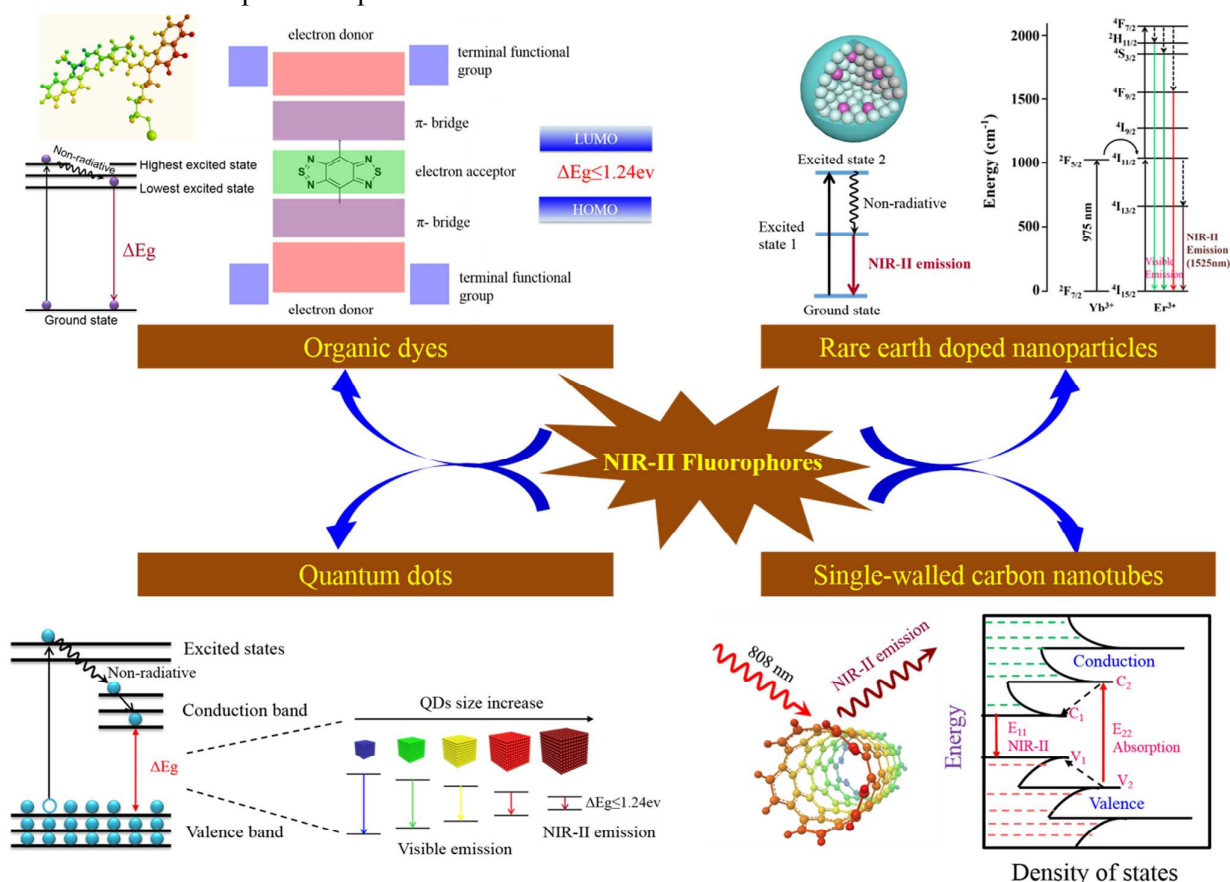 electron donor
terminal functional
group
π- bridge
electron acceptor
S
N
N
N
N
S
π- bridge
terminal functional
group
electron donor
LUMO
ΔEg≤1.24ev
HOMO
Non-radiative
Highest excited state
Lowest excited state
ΔEg
Ground state
Excited state 2
Non-radiative
Excited
state 1
NIR-II emission
Ground state
Energy (cm⁻¹)
2000
1500
1000
500
0
⁴F₇/₂
²H₁₁/₂
⁴S₃/₂
⁴F₉/₂
⁴I₉/₂
²F₅/₂
⁴I₁₁/₂
⁴I₁₃/₂
975 nm
Visible
Emission
NIR-II
Emission
(1525nm)
²F₇/₂
⁴I₁₅/₂
Yb³⁺
Er³⁺
Organic dyes
Rare earth doped nanoparticles
NIR-II Fluorophores
Quantum dots
Single-walled carbon nanotubes
Excited states
Non-radiative
Conduction band
ΔEg
Valence band
QDs size increase
ΔEg≤1.24ev
NIR emission
Visible emission
808 nm
NIR-II emission
Energy
Conduction
C₂
C₁
E₁₁
NIR-II
E₂₂
Absorption
V₁
V₂
Valence
Density of states